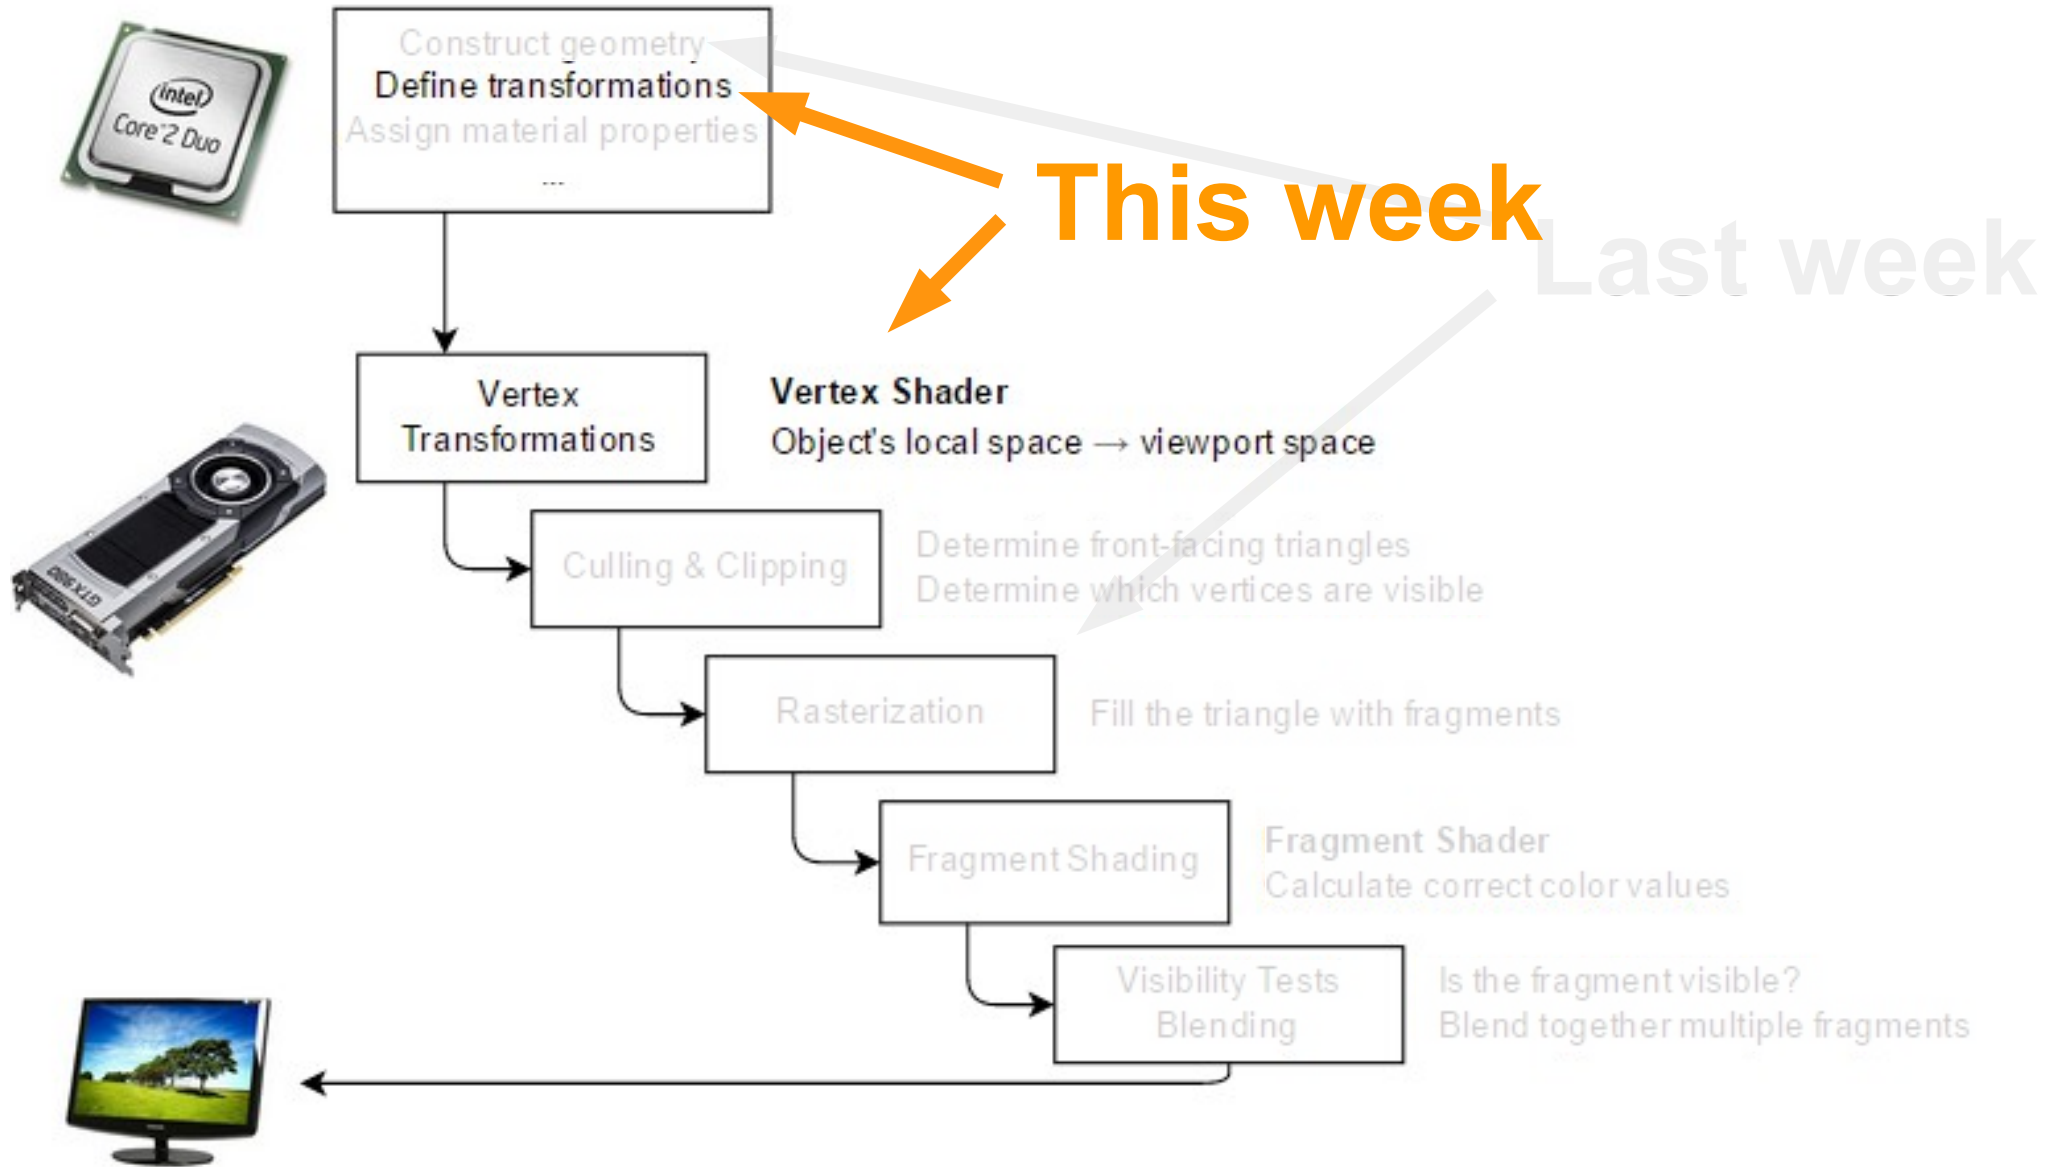 Construct geometry
Define transformations
Assign material properties
...
intel
Core™2 Duo
This week
Last week
Vertex
Transformations
Vertex Shader
Object's local space → viewport space
GTX 980
Culling & Clipping
Determine front-facing triangles
Determine which vertices are visible
Rasterization
Fill the triangle with fragments
Fragment Shading
Fragment Shader
Calculate correct color values
Visibility Tests
Blending
Is the fragment visible?
Blend together multiple fragments